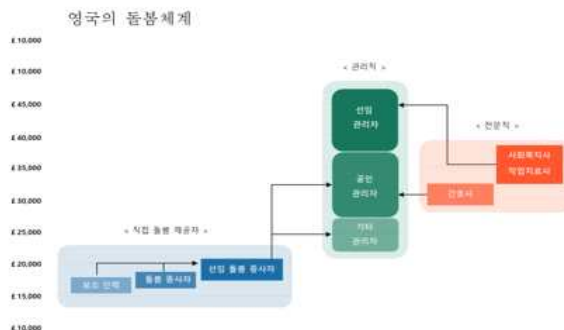 영국의 돌봄체계
£ 10,000
£ 10,000
£ 45,000
£ 40,000
£ 35,000
£ 30,000
£ 25,000
£ 20,000
£ 15,000
£ 10,000
< 관리직 >
선임
관리자
공인
관리자
기타
관리자
< 전문직 >
사회복지사
작업치료사
간호사
< 직접 돌봄 제공자 >
보조 인력
돌봄 종사자
선임 돌봄 종사자